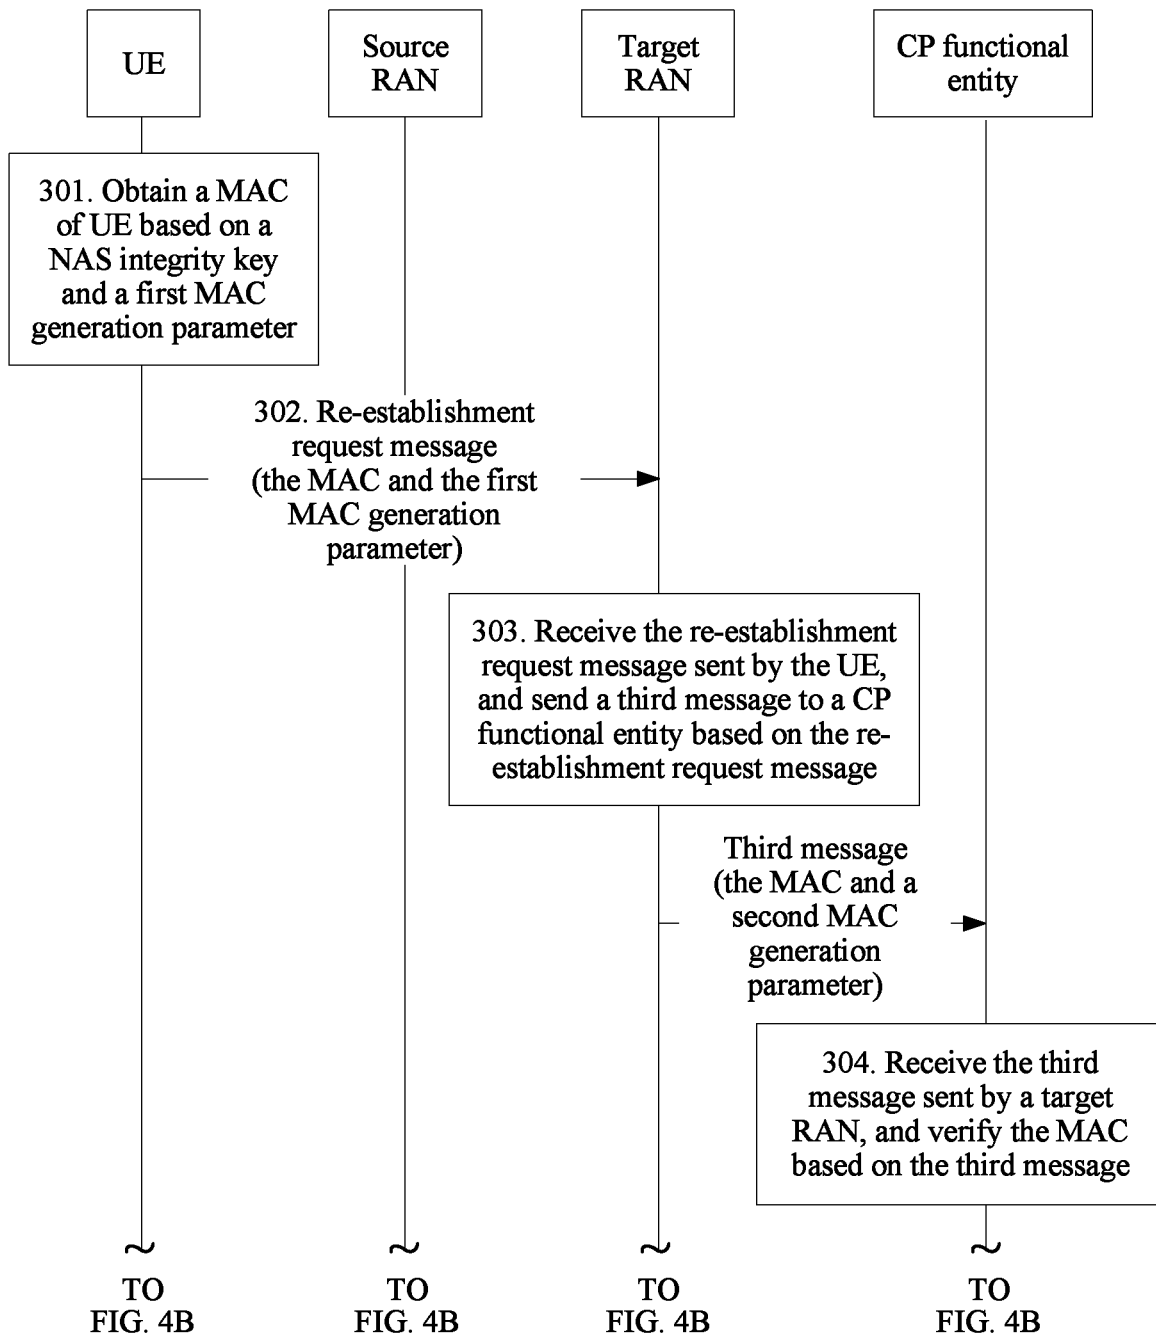 UE
Source
RAN
Target
RAN
CP functional
entity
301. Obtain a MAC
of UE based on a
NAS integrity key
and a first MAC
generation parameter
302. Re-establishment
request message
(the MAC and the first
MAC generation
parameter)
303. Receive the re-establishment
request message sent by the UE,
and send a third message to a CP
functional entity based on the re-
establishment request message
Third message
(the MAC and a
second MAC
generation
parameter)
304. Receive the third
message sent by a target
RAN, and verify the MAC
based on the third message
TO
FIG. 4B
TO
FIG. 4B
TO
FIG. 4B
TO
FIG. 4B